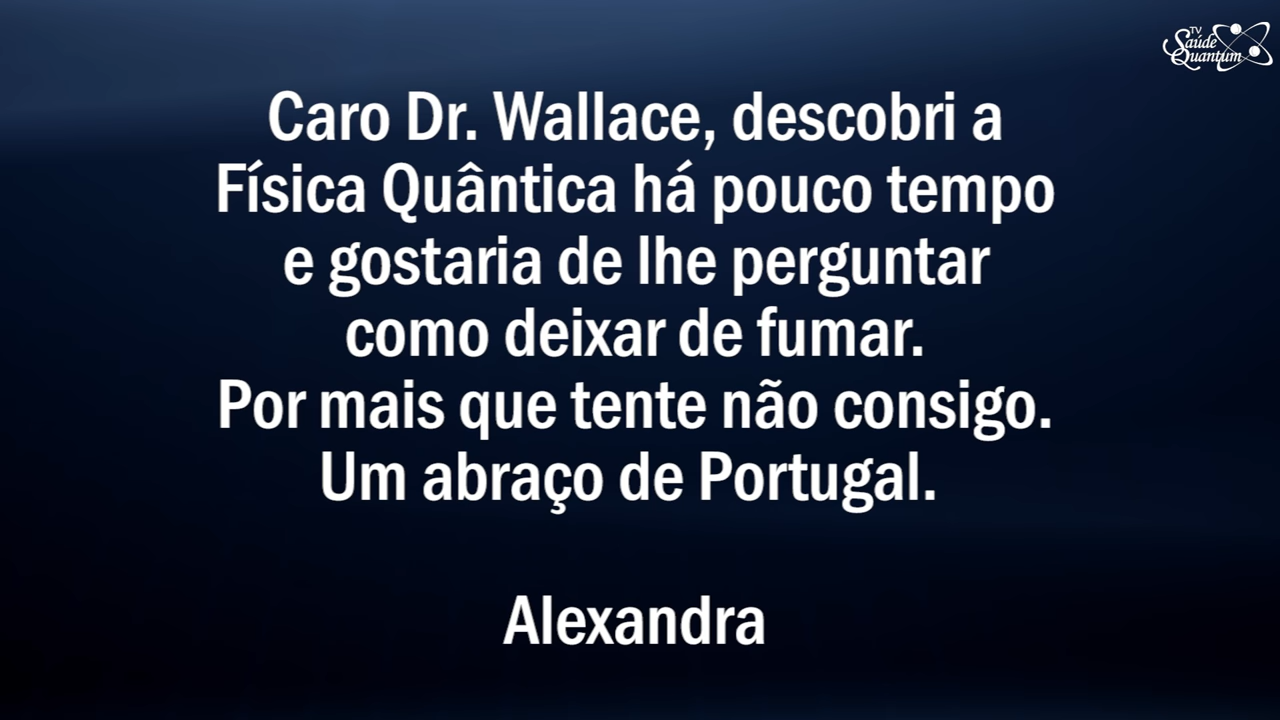 TV
Saúde
Quantum
Caro Dr. Wallace, descobri a
Física Quântica há pouco tempo
e gostaria de lhe perguntar
como deixar de fumar.
Por mais que tente não consigo.
Um abraço de Portugal.
Alexandra